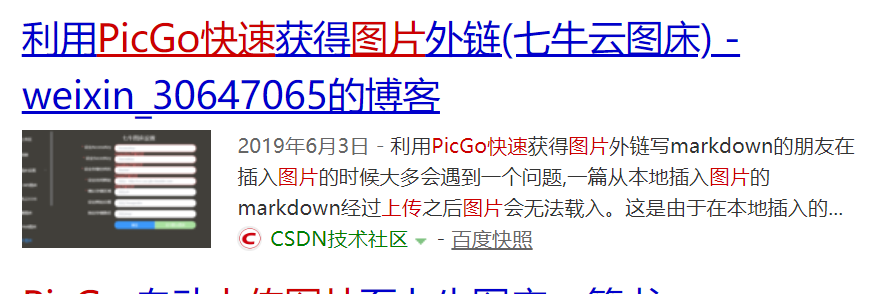 利用PicGo快速获得图片外链(七牛云图床) -
weixin_30647065的博客
2019年6月3日 - 利用PicGo快速获得图片外链写markdown的朋友在
插入图片的时候大多会遇到一个问题,一篇从本地插入图片的
markdown经过上传之后图片会无法载入。这是由于在本地插入的...
CSDN技术社区 - 百度快照